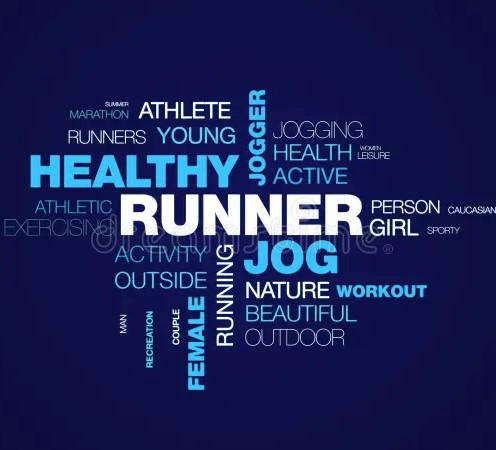 SUMMER
MARATHON
ATHLETE
RUNNERS
YOUNG
JOGGER
JOGGING
HEALTH
WOMEN
LEISURE
HEALTHY
ACTIVE
ATHLETIC
RUNNER
PERSON
CAUCASIAN
EXERCISING
GIRL
SPORTY
dreamstime
ACTIVITY
JOG
OUTSIDE
RUNNING
NATURE
WORKOUT
BEAUTIFUL
MAN
RECREATION
COUPLE
FEMALE
OUTDOOR